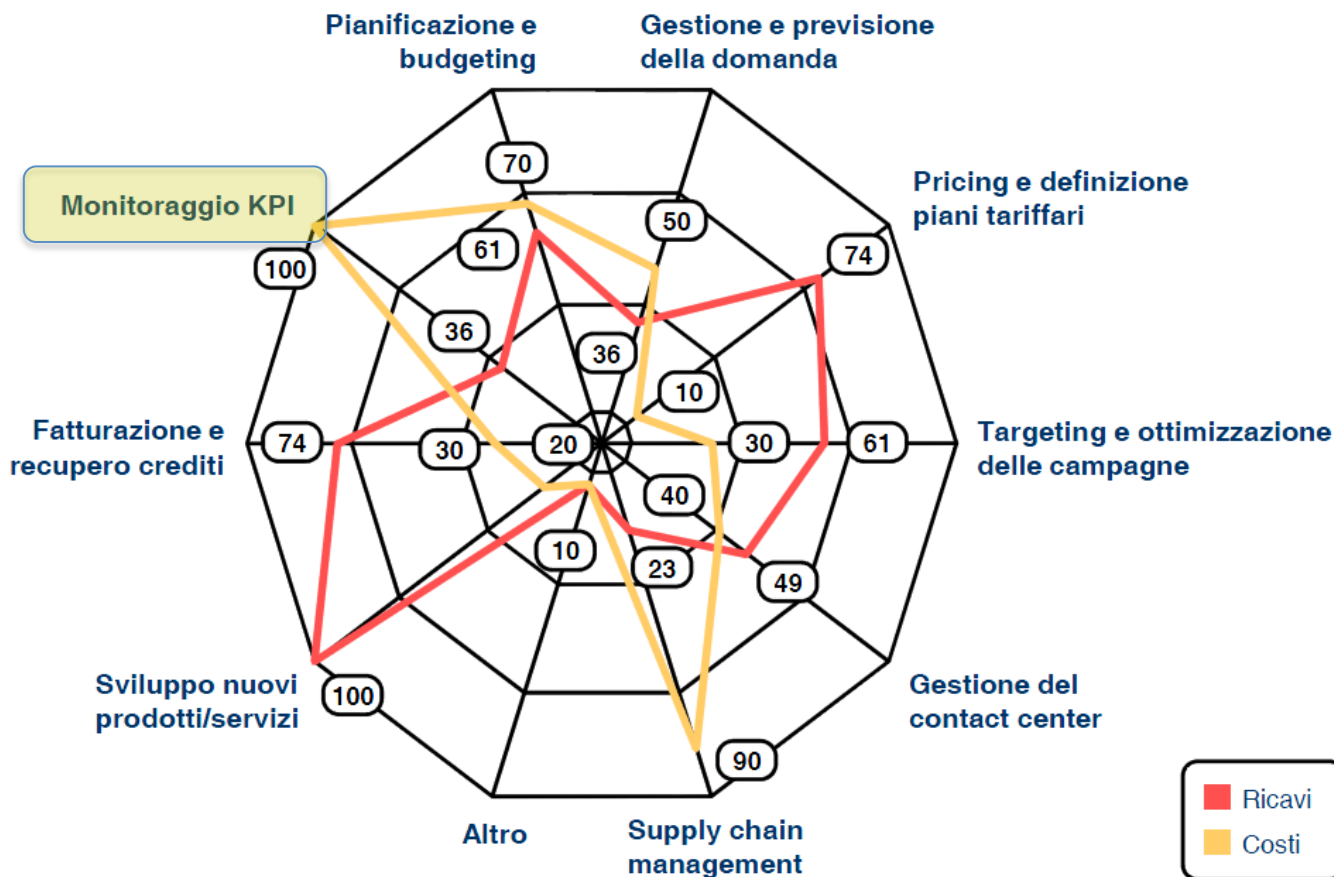 Pianificazione e
budgeting
Gestione e previsione
della domanda
70
50
Pricing e definizione
piani tariffari
Monitoraggio KPI
61
74
100
36
36
10
Fatturazione e
recupero crediti
74
30
20
30
61
Targeting e ottimizzazione
delle campagne
40
10
23
49
Sviluppo nuovi
prodotti/servizi
100
Gestione del
contact center
90
Altro
Supply chain
management
Ricavi
Costi